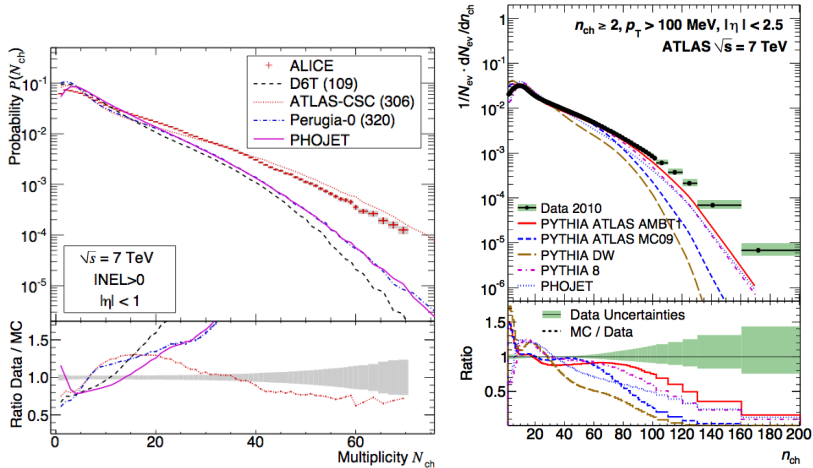 Probability P(N_ch)
10^-1
10^-2
10^-3
10^-4
10^-5
ALICE
D6T (109)
ATLAS-CSC (306)
Perugia-0 (320)
PHOJET
√s = 7 TeV
INEL>0
|η| < 1
Ratio Data / MC
1.5
1.0
0.5
0 20 40 60
Multiplicity N_ch
1/N_ev · dN_ev/dn_ch
n_ch ≥ 2, p_T > 100 MeV, |η| < 2.5
ATLAS √s = 7 TeV
1
10^-1
10^-2
10^-3
10^-4
10^-5
10^-6
Data 2010
PYTHIA ATLAS AMBT1
PYTHIA ATLAS MC09
PYTHIA DW
PYTHIA 8
PHOJET
Ratio
1.5
1
0.5
Data Uncertainties
MC / Data
20 40 60 80 100 120 140 160 180 200
n_ch